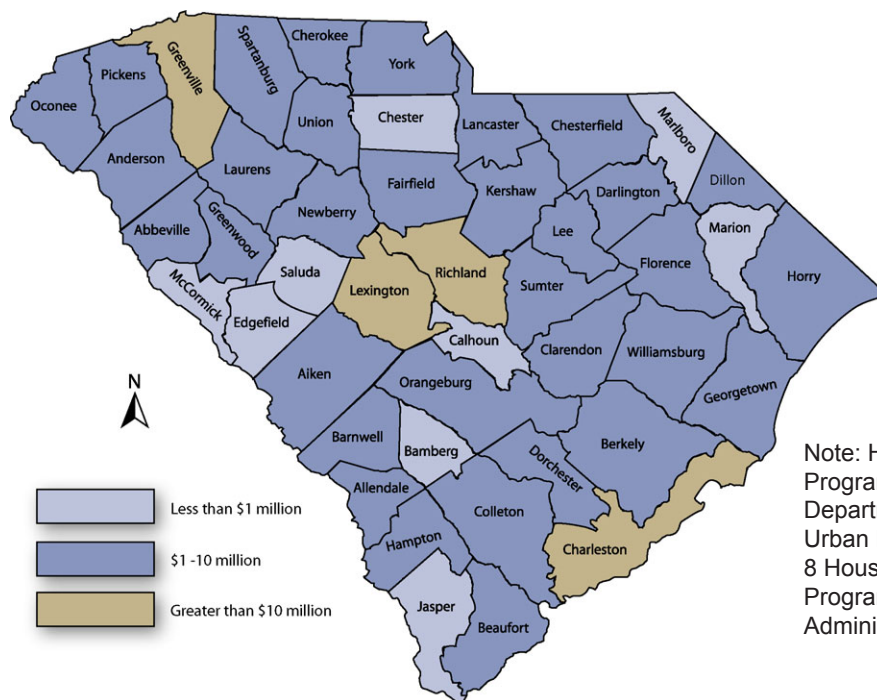 Cherokee
Spartanburg
Greenville
York
Pickens
Oconee
Union
Chester
Lancaster
Chesterfield
Marlboro
Anderson
Laurens
Fairfield
Kershaw
Darlington
Dillon
Newberry
Abbeville
Greenwood
Lee
Marion
Saluda
Richland
Florence
Horry
McCormick
Lexington
Sumter
Edgefield
Calhoun
Clarendon
Williamsburg
Aiken
Orangeburg
Georgetown
N
Barnwell
Bamberg
Dorchester
Berkely
Allendale
Colleton
Hampton
Charleston
Jasper
Beaufort
Less than $1 million
$1 -10 million
Greater than $10 million
Note: H
Progra
Depart
Urban
8 Hous
Progra
Admini